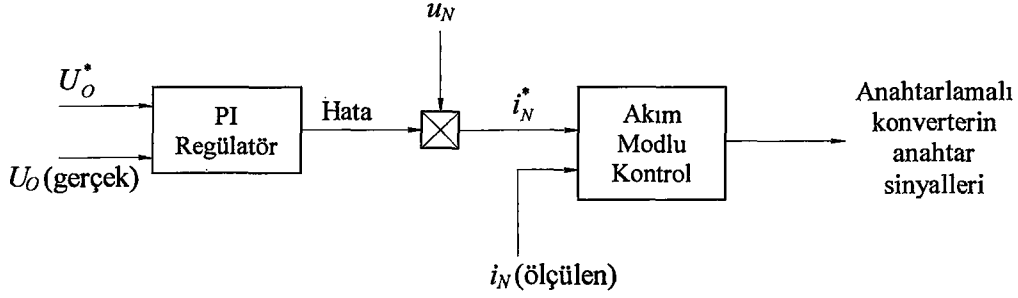 u_N
U_O^*
PI
Regülatör
Hata
i_N^*
Akım
Modlu
Kontrol
Anahtarlamalı
konverterin
anahtar
sinyalleri
U_O (gerçek)
i_N (ölçülen)